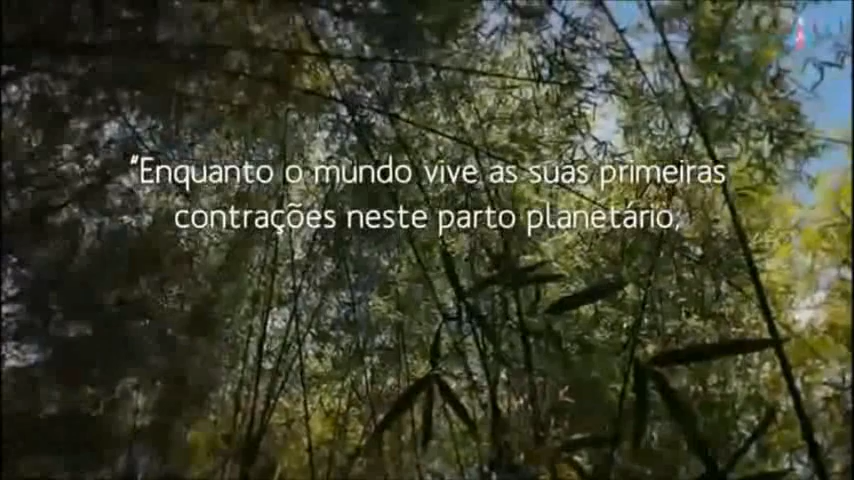 “Enquanto o mundo vive as suas primeiras
contrações neste parto planetário,